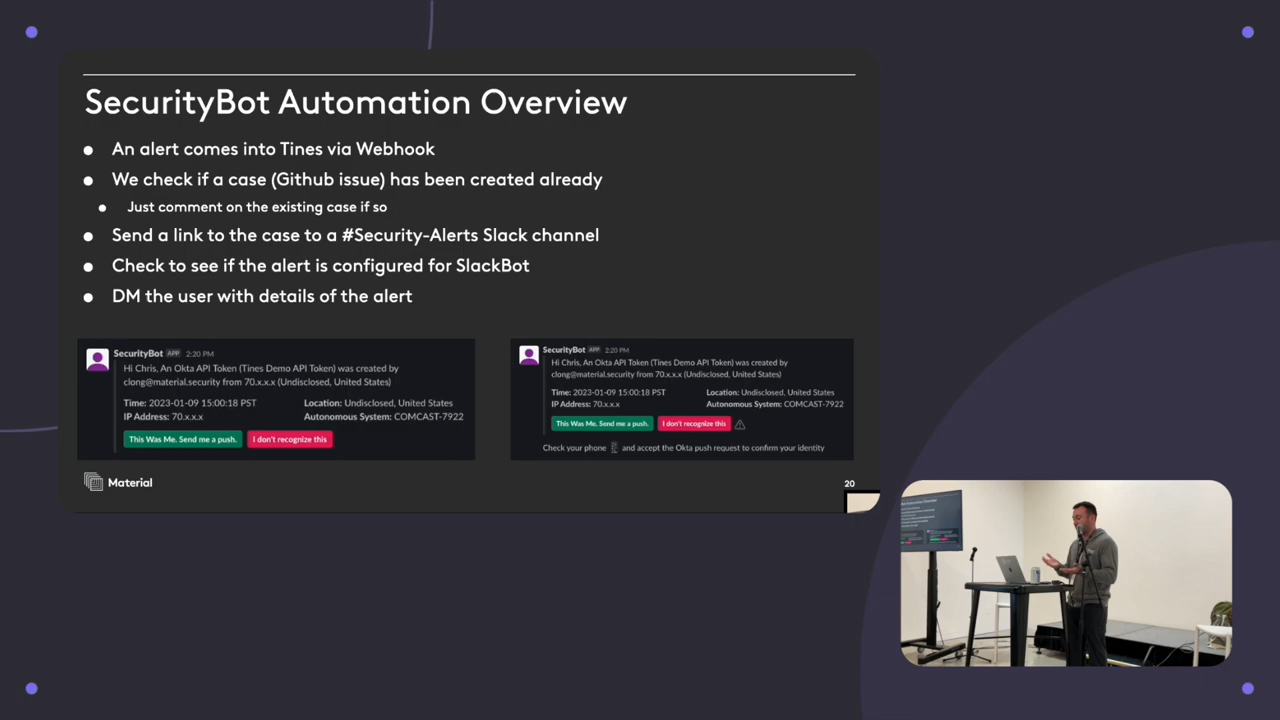 SecurityBot Automation Overview
An alert comes into Tines via Webhook
We check if a case (Github issue) has been created already
Just comment on the existing case if so
Send a link to the case to a #Security-Alerts Slack channel
Check to see if the alert is configured for SlackBot
DM the user with details of the alert
SecurityBot APP 2:20 PM
Hi Chris, An Okta API Token (Tines Demo API Token) was created by
clong@material.security from 70.x.x.x (Undisclosed, United States)
Time: 2023-01-09 15:00:18 PST Location: Undisclosed, United States
IP Address: 70.x.x.x Autonomous System: COMCAST-7922
This Was Me. Send me a push. I don't recognize this
SecurityBot APP 2:20 PM
Hi Chris, An Okta API Token (Tines Demo API Token) was created by
clong@material.security from 70.x.x.x (Undisclosed, United States)
Time: 2023-01-09 15:00:18 PST Location: Undisclosed, United States
IP Address: 70.x.x.x Autonomous System: COMCAST-7922
This Was Me. Send me a push. I don't recognize this
Check your phone and accept the Okta push request to confirm your identity
Material
20